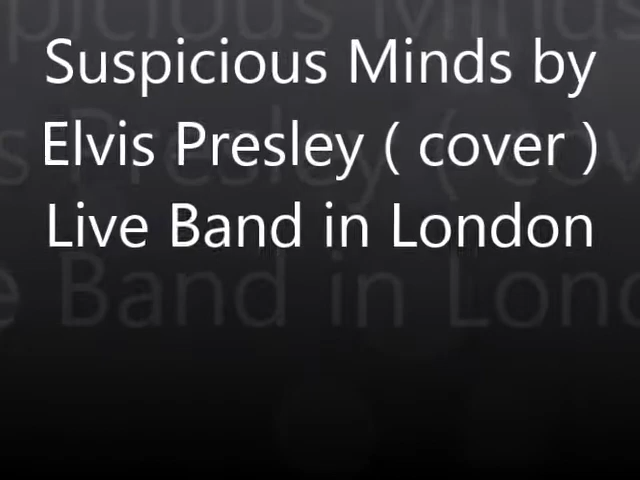 Suspicious Minds by
Elvis Presley ( cover )
Live Band in London